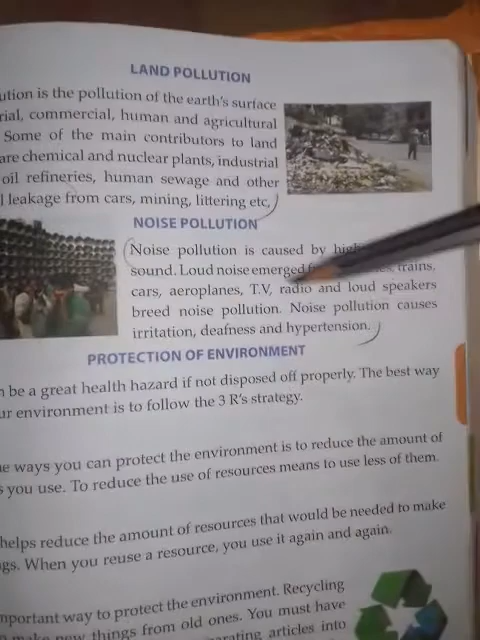 LAND POLLUTION
ution is the pollution of the earth's surface
rial, commercial, human and agricultural
Some of the main contributors to land
are chemical and nuclear plants, industrial
oil refineries, human sewage and other
l leakage from cars, mining, littering etc,
NOISE POLLUTION
Noise pollution is caused by high
sound. Loud noise emerged trains,
cars, aeroplanes, T.V, radio and loud speakers
breed noise pollution. Noise pollution causes
irritation, deafness and hypertension.
PROTECTION OF ENVIRONMENT
n be a great health hazard if not disposed off properly. The best way
ur environment is to follow the 3 R's strategy.
e ways you can protect the environment is to reduce the amount of
s you use. To reduce the use of resources means to use less of them.
helps reduce the amount of resources that would be needed to make
gs. When you reuse a resource, you use it again and again.
mportant way to protect the environment. Recycling
make new things from old ones. You must have
arating articles into